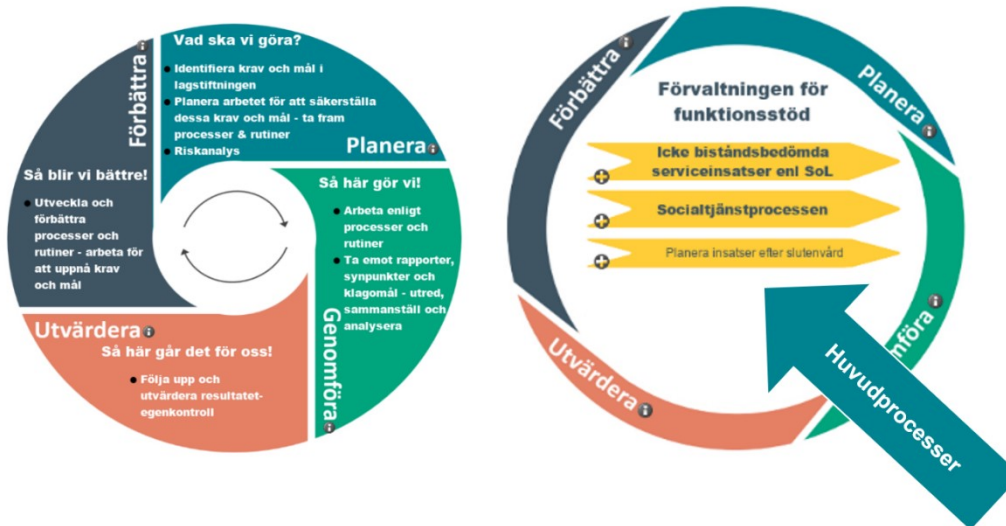 Förbättra
Vad ska vi göra?
Identifiera krav och mål i
lagstiftningen
Planera arbetet för att säkerställa
dessa krav och mål - ta fram
processer & rutiner
Riskanalys
Planera
Så blir vi bättre!
Utveckla och
förbättra
processer och
rutiner - arbeta för
att uppnå krav
och mål
Så här gör vi!
Arbeta enligt
processer och
rutiner
Ta emot rapporter,
synpunkter och
klagomål - utred,
sammanställ och
analysera
Genomföra
Utvärdera
Så här går det för oss!
Följa upp och
utvärdera resultatet-
egenkontroll
Förbättra
Planera
Förvaltningen för
funktionsstöd
Icke biståndsbedömda
serviceinsatser enl SoL
Socialtjänstprocessen
Planera insatser efter slutenvård
Utvärdera
mföra
Huvudprocesser